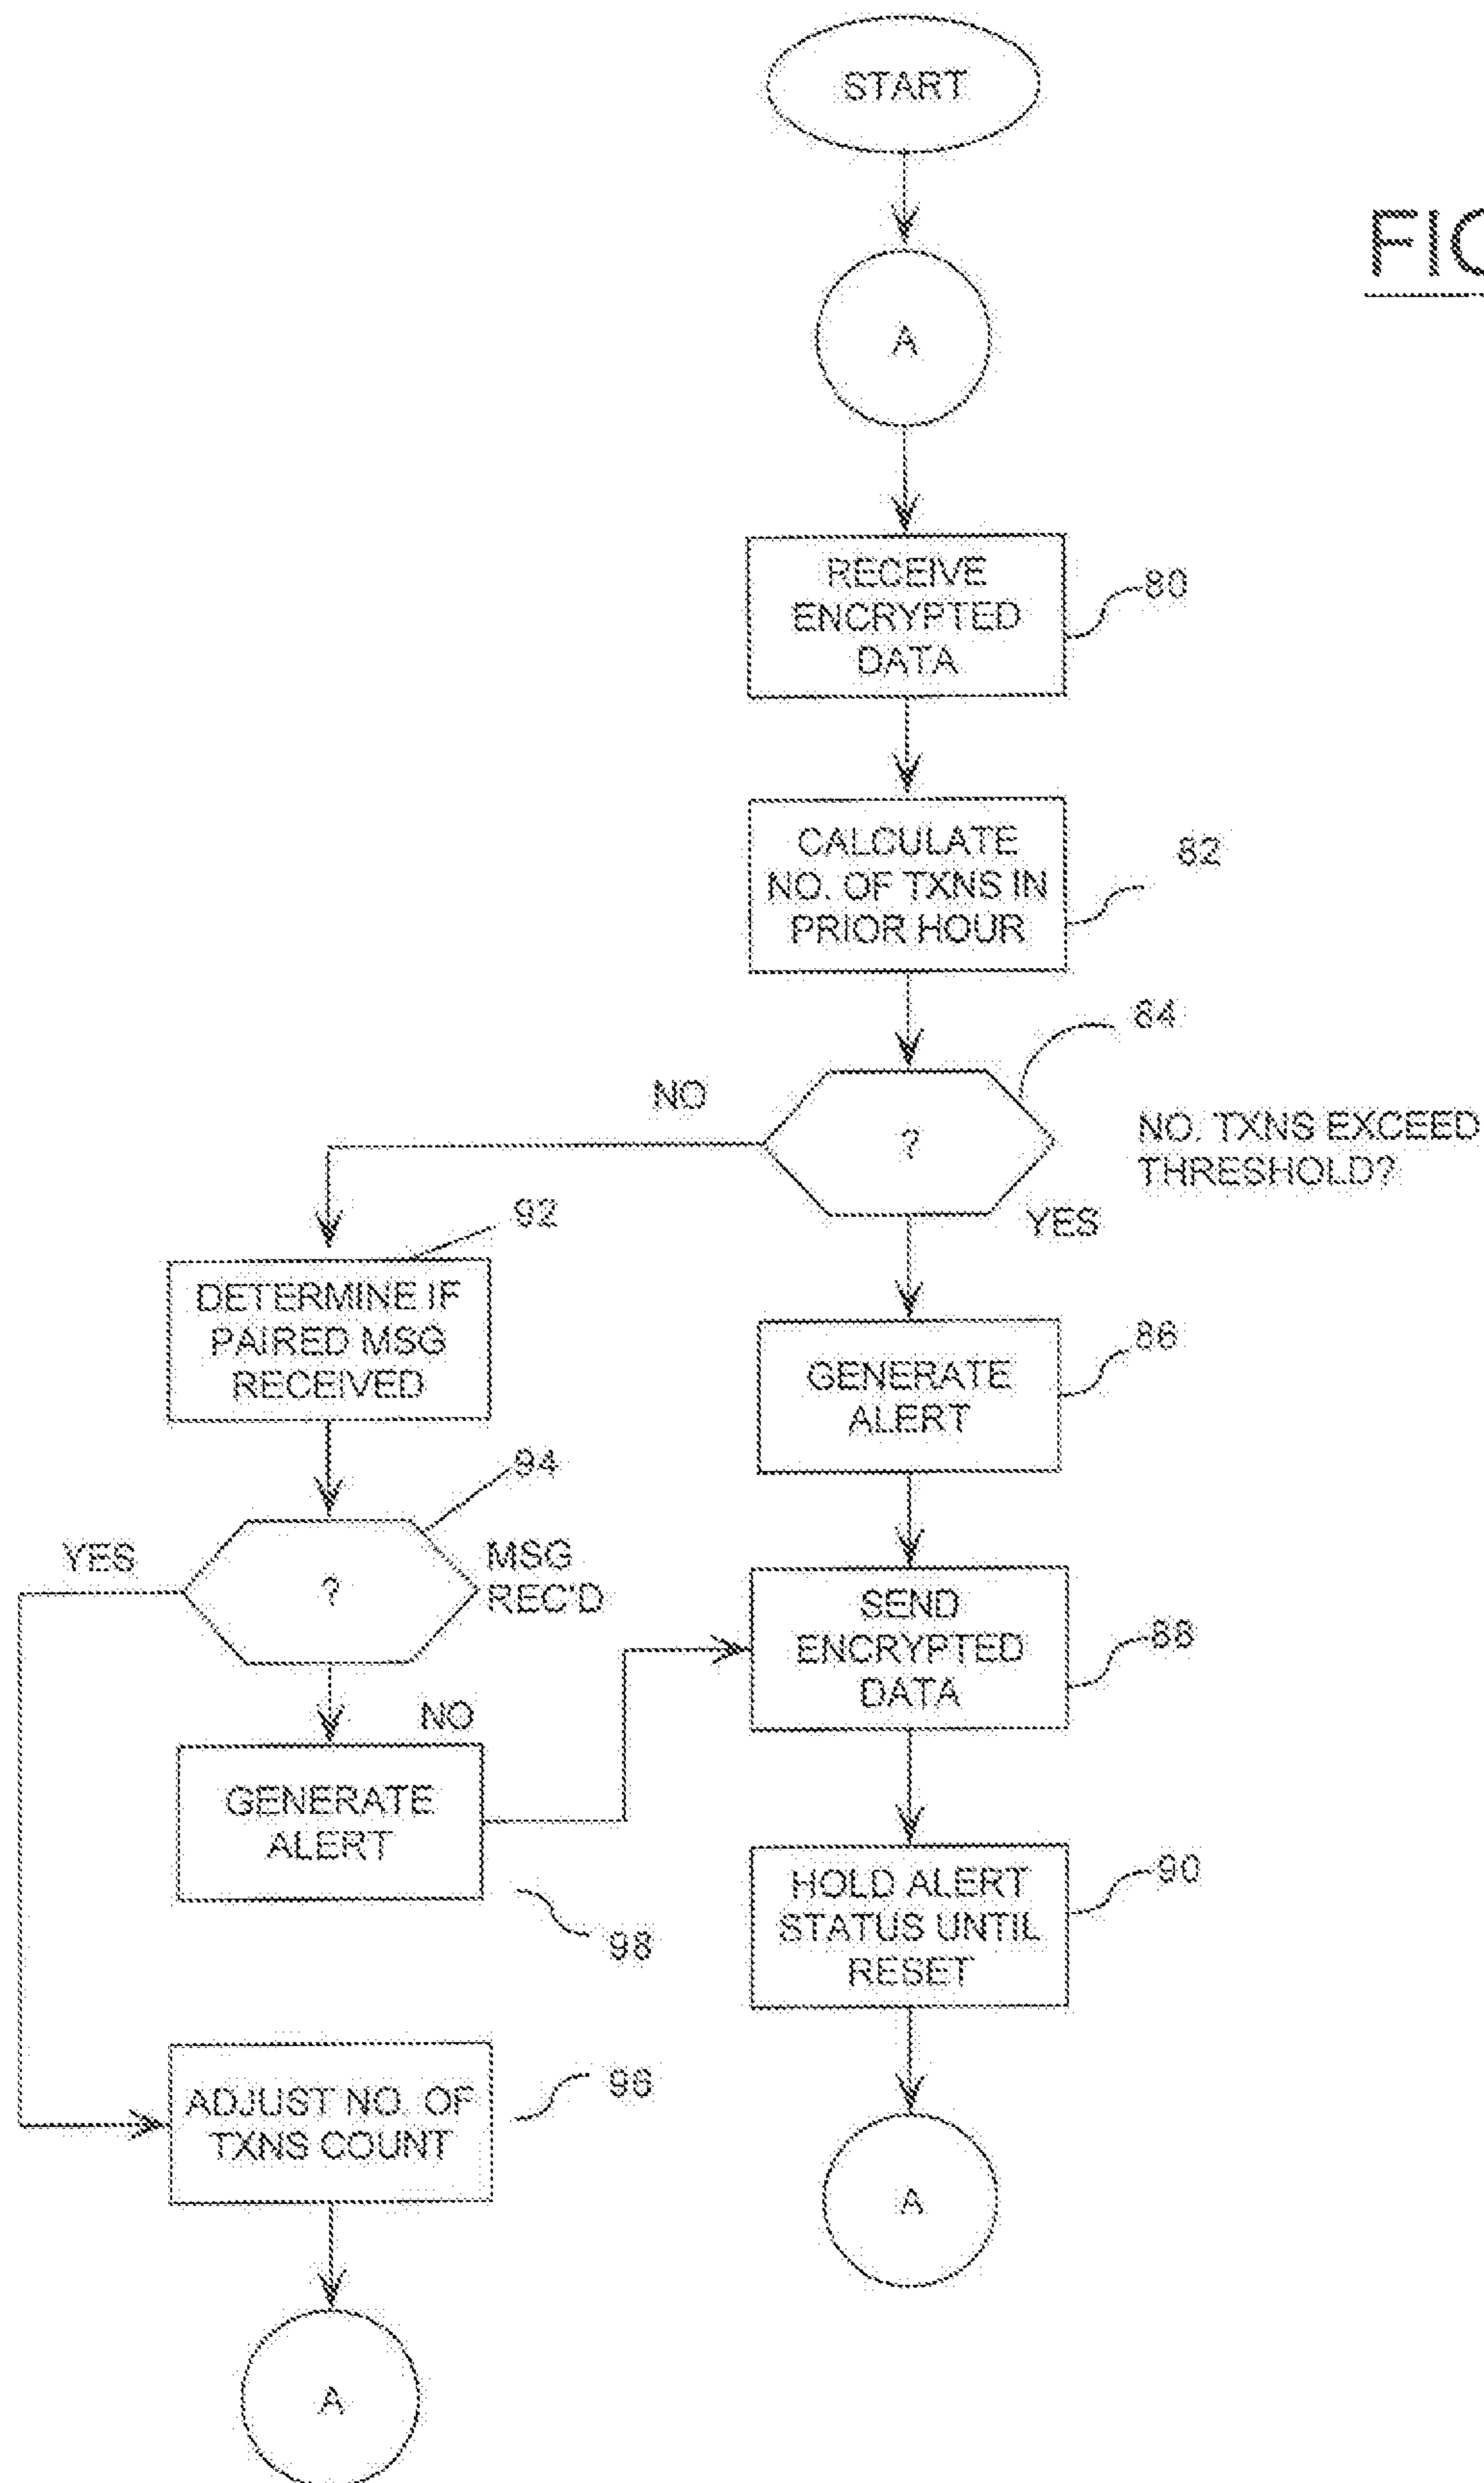 START
FIG
A
RECEIVE
ENCRYPTED
DATA
80
CALCULATE
NO. OF TXNS IN
PRIOR HOUR
82
84
NO
?
NO. TXNS EXCEED
THRESHOLD?
YES
92
DETERMINE IF
PAIRED MSG
RECEIVED
GENERATE
ALERT
86
94
YES
?
MSG
REC'D
SEND
ENCRYPTED
DATA
88
NO
GENERATE
ALERT
98
HOLD ALERT
STATUS UNTIL
RESET
90
ADJUST NO. OF
TXNS COUNT
96
A
A